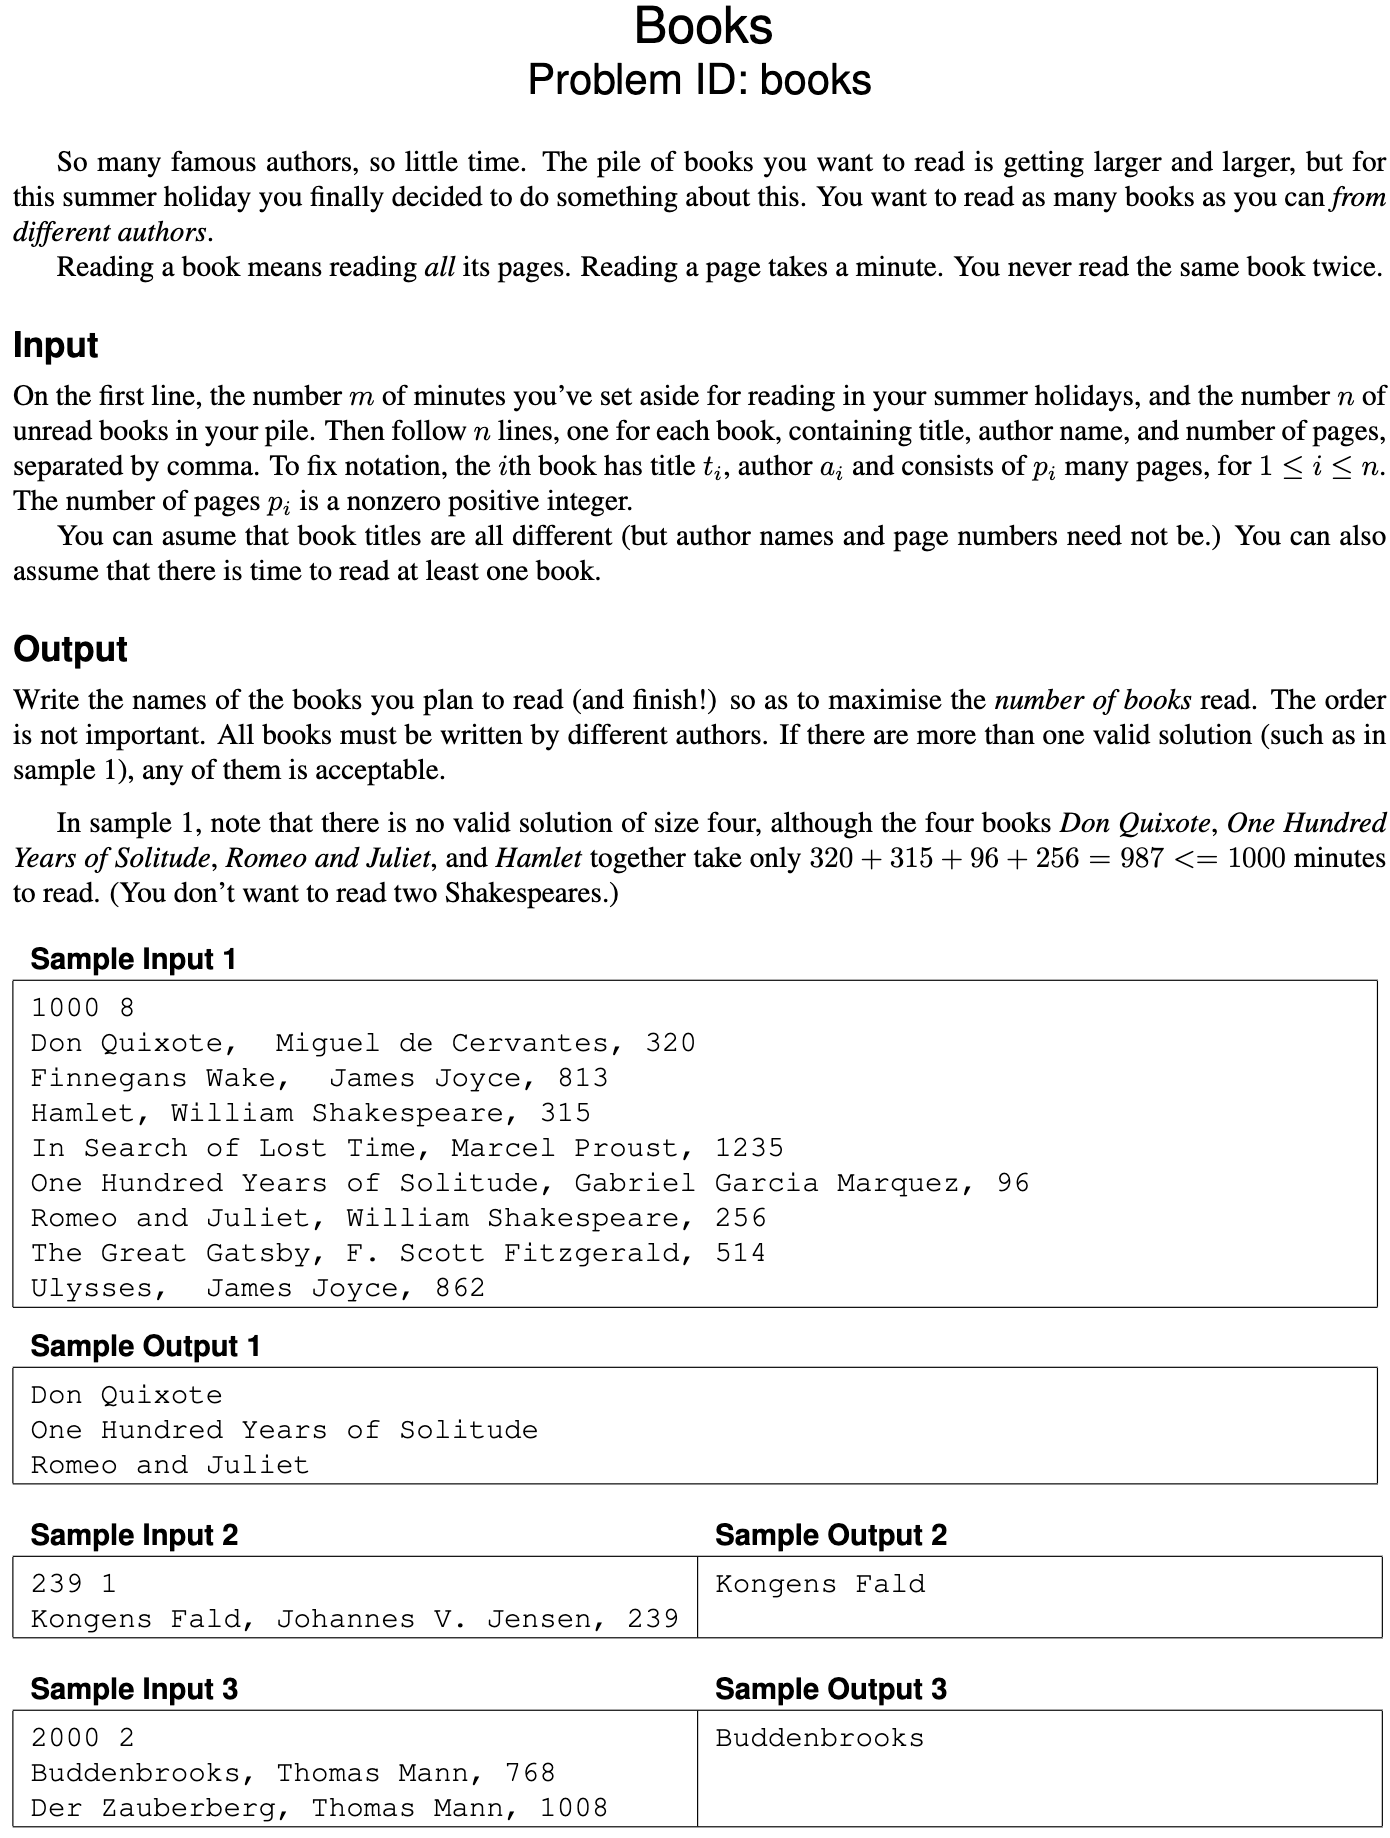 Books
Problem ID: books
So many famous authors, so little time. The pile of books you want to read is getting larger and larger, but for
this summer holiday you finally decided to do something about this. You want to read as many books as you can from
different authors.
Reading a book means reading all its pages. Reading a page takes a minute. You never read the same book twice.
Input
On the first line, the number m of minutes you've set aside for reading in your summer holidays, and the number n of
unread books in your pile. Then follow n lines, one for each book, containing title, author name, and number of pages,
separated by comma. To fix notation, the ith book has title t_i, author a_i and consists of p_i many pages, for 1 ≤ i ≤ n.
The number of pages p_i is a nonzero positive integer.
You can asume that book titles are all different (but author names and page numbers need not be.) You can also
assume that there is time to read at least one book.
Output
Write the names of the books you plan to read (and finish!) so as to maximise the number of books read. The order
is not important. All books must be written by different authors. If there are more than one valid solution (such as in
sample 1), any of them is acceptable.
In sample 1, note that there is no valid solution of size four, although the four books Don Quixote, One Hundred
Years of Solitude, Romeo and Juliet, and Hamlet together take only 320 + 315 + 96 + 256 = 987 <= 1000 minutes
to read. (You don't want to read two Shakespeares.)
Sample Input 1
1000 8
Don Quixote,  Miguel de Cervantes, 320
Finnegans Wake,  James Joyce, 813
Hamlet, William Shakespeare, 315
In Search of Lost Time, Marcel Proust, 1235
One Hundred Years of Solitude, Gabriel Garcia Marquez, 96
Romeo and Juliet, William Shakespeare, 256
The Great Gatsby, F. Scott Fitzgerald, 514
Ulysses,  James Joyce, 862
Sample Output 1
Don Quixote
One Hundred Years of Solitude
Romeo and Juliet
Sample Input 2
239 1
Kongens Fald, Johannes V. Jensen, 239
Sample Output 2
Kongens Fald
Sample Input 3
2000 2
Buddenbrooks, Thomas Mann, 768
Der Zauberberg, Thomas Mann, 1008
Sample Output 3
Buddenbrooks